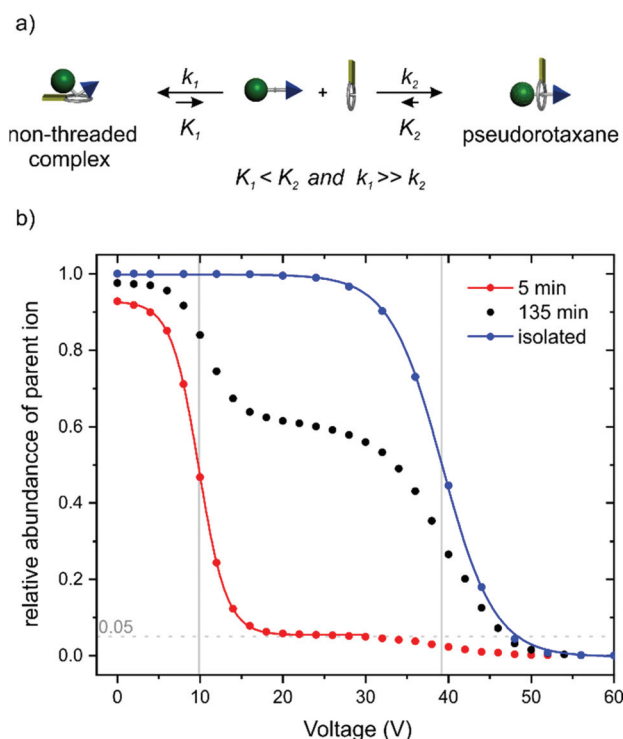 a)
k₁ k₂
+
K₁ K₂
non-threaded complex pseudorotaxane
K₁ < K₂ and k₁ >> k₂
b)
relative abundancce of parent ion
1.0
0.8
0.6
0.4
0.2
0.05
0.0
5 min
135 min
isolated
0 10 20 30 40 50 60
Voltage (V)